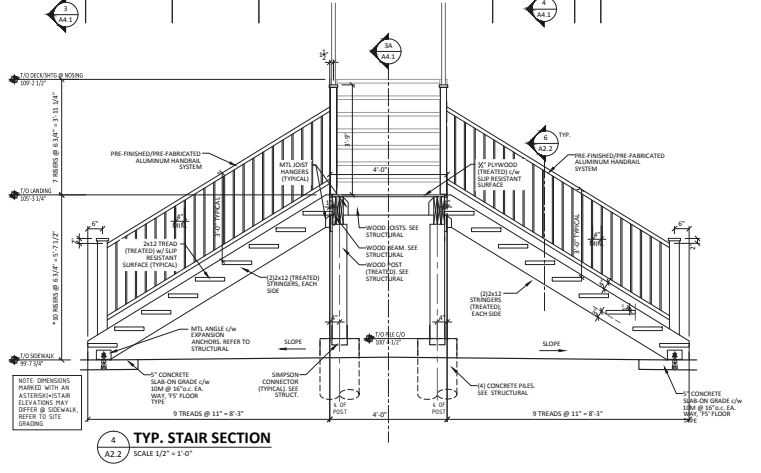 3
A4.1
4
A4.1
3A
A4.1
1½"
T/O DECK/SHTG @ NOSING
109'-2 1/2"
7 RISERS @ 6 3/4" = 3'-11 1/4"
3'-9"
6
A2.2
TYP.
PRE-FINISHED/PRE-FABRICATED
ALUMINUM HANDRAIL
SYSTEM
MTL JOIST
HANGERS
(TYPICAL)
4'-0"
½" PLYWOOD
(TREATED) c/w
SLIP RESISTANT
SURFACE
PRE-FINISHED/PRE-FABRICATED
ALUMINUM HANDRAIL
SYSTEM
T/O LANDING
105'-3 1/4"
6"
4"
MIN.
3'-0" TYPICAL
WOOD JOISTS. SEE
STRUCTURAL
WOOD BEAM. SEE
STRUCTURAL
WOOD POST
(TREATED). SEE
STRUCTURAL
3'-0" TYPICAL
4"
MIN.
6"
2x12 TREAD
(TREATED) w/ SLIP
RESISTANT
SURFACE (TYPICAL)
(2)2x12 (TREATED)
STRINGERS, EACH
SIDE
(2)2x12
STRINGERS
(TREATED),
EACH SIDE
*10 RISERS @ 6 3/4" = 5'-7 1/2"
MTL ANGLE c/w
EXPANSION
ANCHORS. REFER TO
STRUCTURAL
4"
4"
T/O PILE C/O
SLOPE
SLOPE
T/O SIDEWALK
99'-7 3/4"
NOTE: DIMENSIONS
MARKED WITH AN
ASTERISK(*)STAIR
ELEVATIONS MAY
DIFFER @ SIDEWALK,
REFER TO SITE
GRADING
5" CONCRETE
SLAB-ON GRADE c/w
10M @ 16"o.c. EA.
WAY, 'F5' FLOOR
TYPE
SIMPSON
CONNECTOR
(TYPICAL). SEE
STRUCT.
(4) CONCRETE PILES.
SEE STRUCTURAL
5" CONCRETE
SLAB-ON GRADE c/w
10M @ 16"o.c. EA.
WAY, 'F5' FLOOR
TYPE
℄ OF
POST
℄ OF
POST
9 TREADS @ 11" = 8'-3"
4'-0"
9 TREADS @ 11" = 8'-3"
4
A2.2
TYP. STAIR SECTION
SCALE 1/2" = 1'-0"